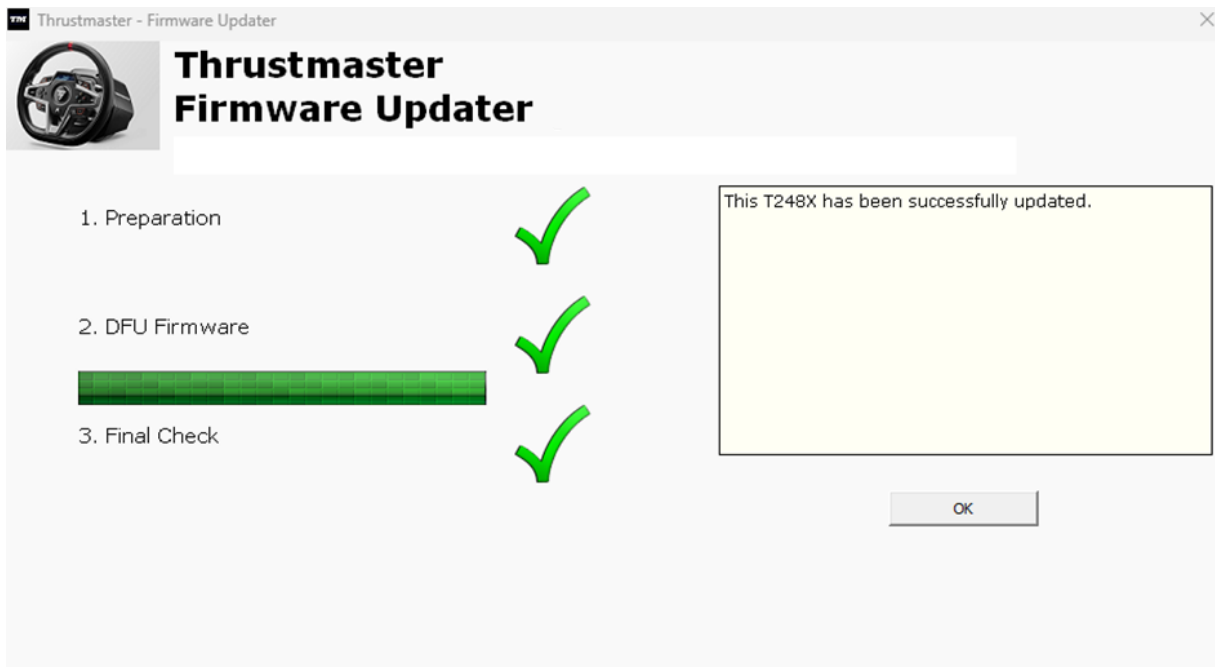 TM Thrustmaster - Firmware Updater
Thrustmaster
Firmware Updater
1. Preparation
2. DFU Firmware
3. Final Check
This T248X has been successfully updated.
OK